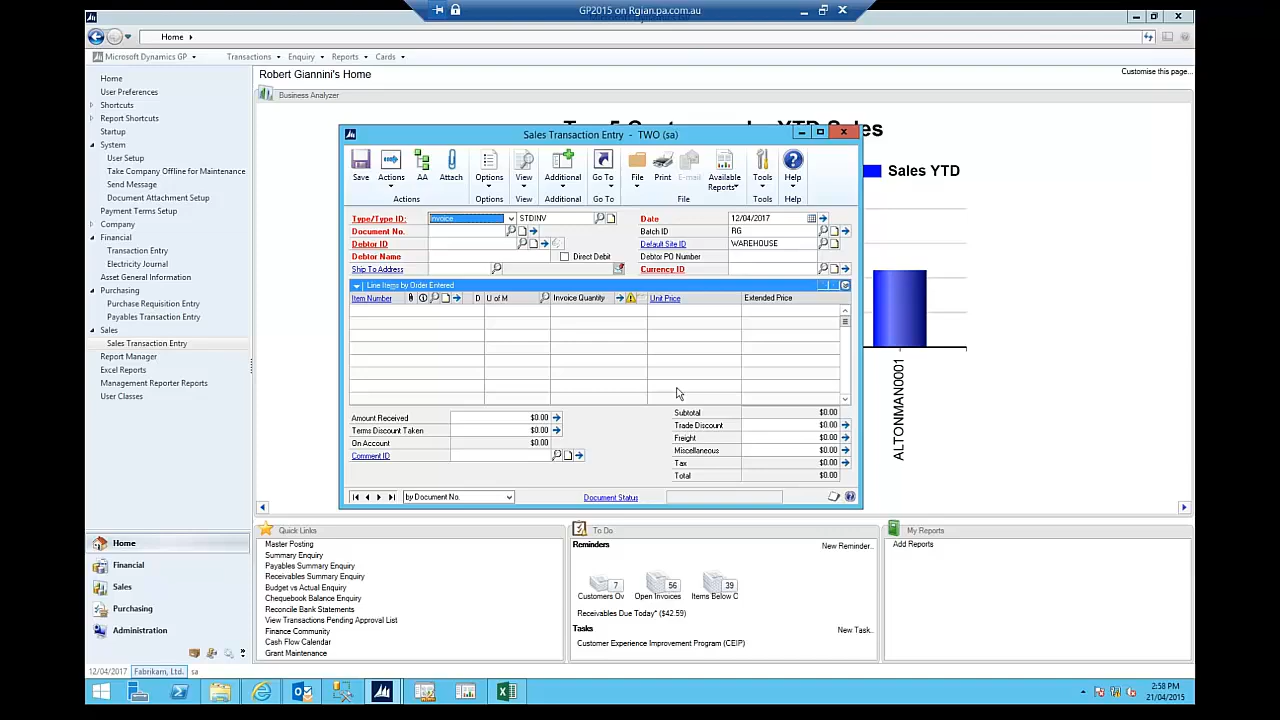 GP2015 on Rgian.pa.com.au
Home
Microsoft Dynamics GP
Transactions
Enquiry
Reports
Cards
Home
User Preferences
Shortcuts
Report Shortcuts
Startup
System
User Setup
Take Company Offline for Maintenance
Send Message
Document Attachment Setup
Payment Terms Setup
Company
Financial
Transaction Entry
Electricity Journal
Asset General Information
Purchasing
Purchase Requisition Entry
Payables Transaction Entry
Sales
Sales Transaction Entry
Report Manager
Excel Reports
Management Reporter Reports
User Classes
Home
Financial
Sales
Purchasing
Administration
12/04/2017 Fabrikam, Ltd. sa
Robert Giannini's Home
Customise this page...
Business Analyzer
Sales YTD
ALTONMAN0001
Sales Transaction Entry - TWO (sa)
Save Actions AA Attach Options View Additional Go To File Print E-mail Available Reports Tools Help
Actions Options View Additional Go To File Tools Help
Type/Type ID: Invoice STDINV
Date 12/04/2017
Document No.
Batch ID RG
Debtor ID
Default Site ID WAREHOUSE
Debtor Name
Direct Debit
Debtor PO Number
Ship To Address
Currency ID
Line Items by Order Entered
Item Number D U of M Invoice Quantity Unit Price Extended Price
Amount Received $0.00
Terms Discount Taken $0.00
On Account $0.00
Comment ID
Subtotal $0.00
Trade Discount $0.00
Freight $0.00
Miscellaneous $0.00
Tax $0.00
Total $0.00
by Document No.
Document Status
Quick Links
Master Posting
Summary Enquiry
Payables Summary Enquiry
Receivables Summary Enquiry
Budget vs Actual Enquiry
Chequebook Balance Enquiry
Reconcile Bank Statements
View Transactions Pending Approval List
Finance Community
Cash Flow Calendar
Grant Maintenance
To Do
Reminders
New Reminder..
7
56
39
Customers Ov
Open Invoices
Items Below C
Receivables Due Today* ($42.59)
Tasks
New Task..
Customer Experience Improvement Program (CEIP)
My Reports
Add Reports
2:58 PM
21/04/2015